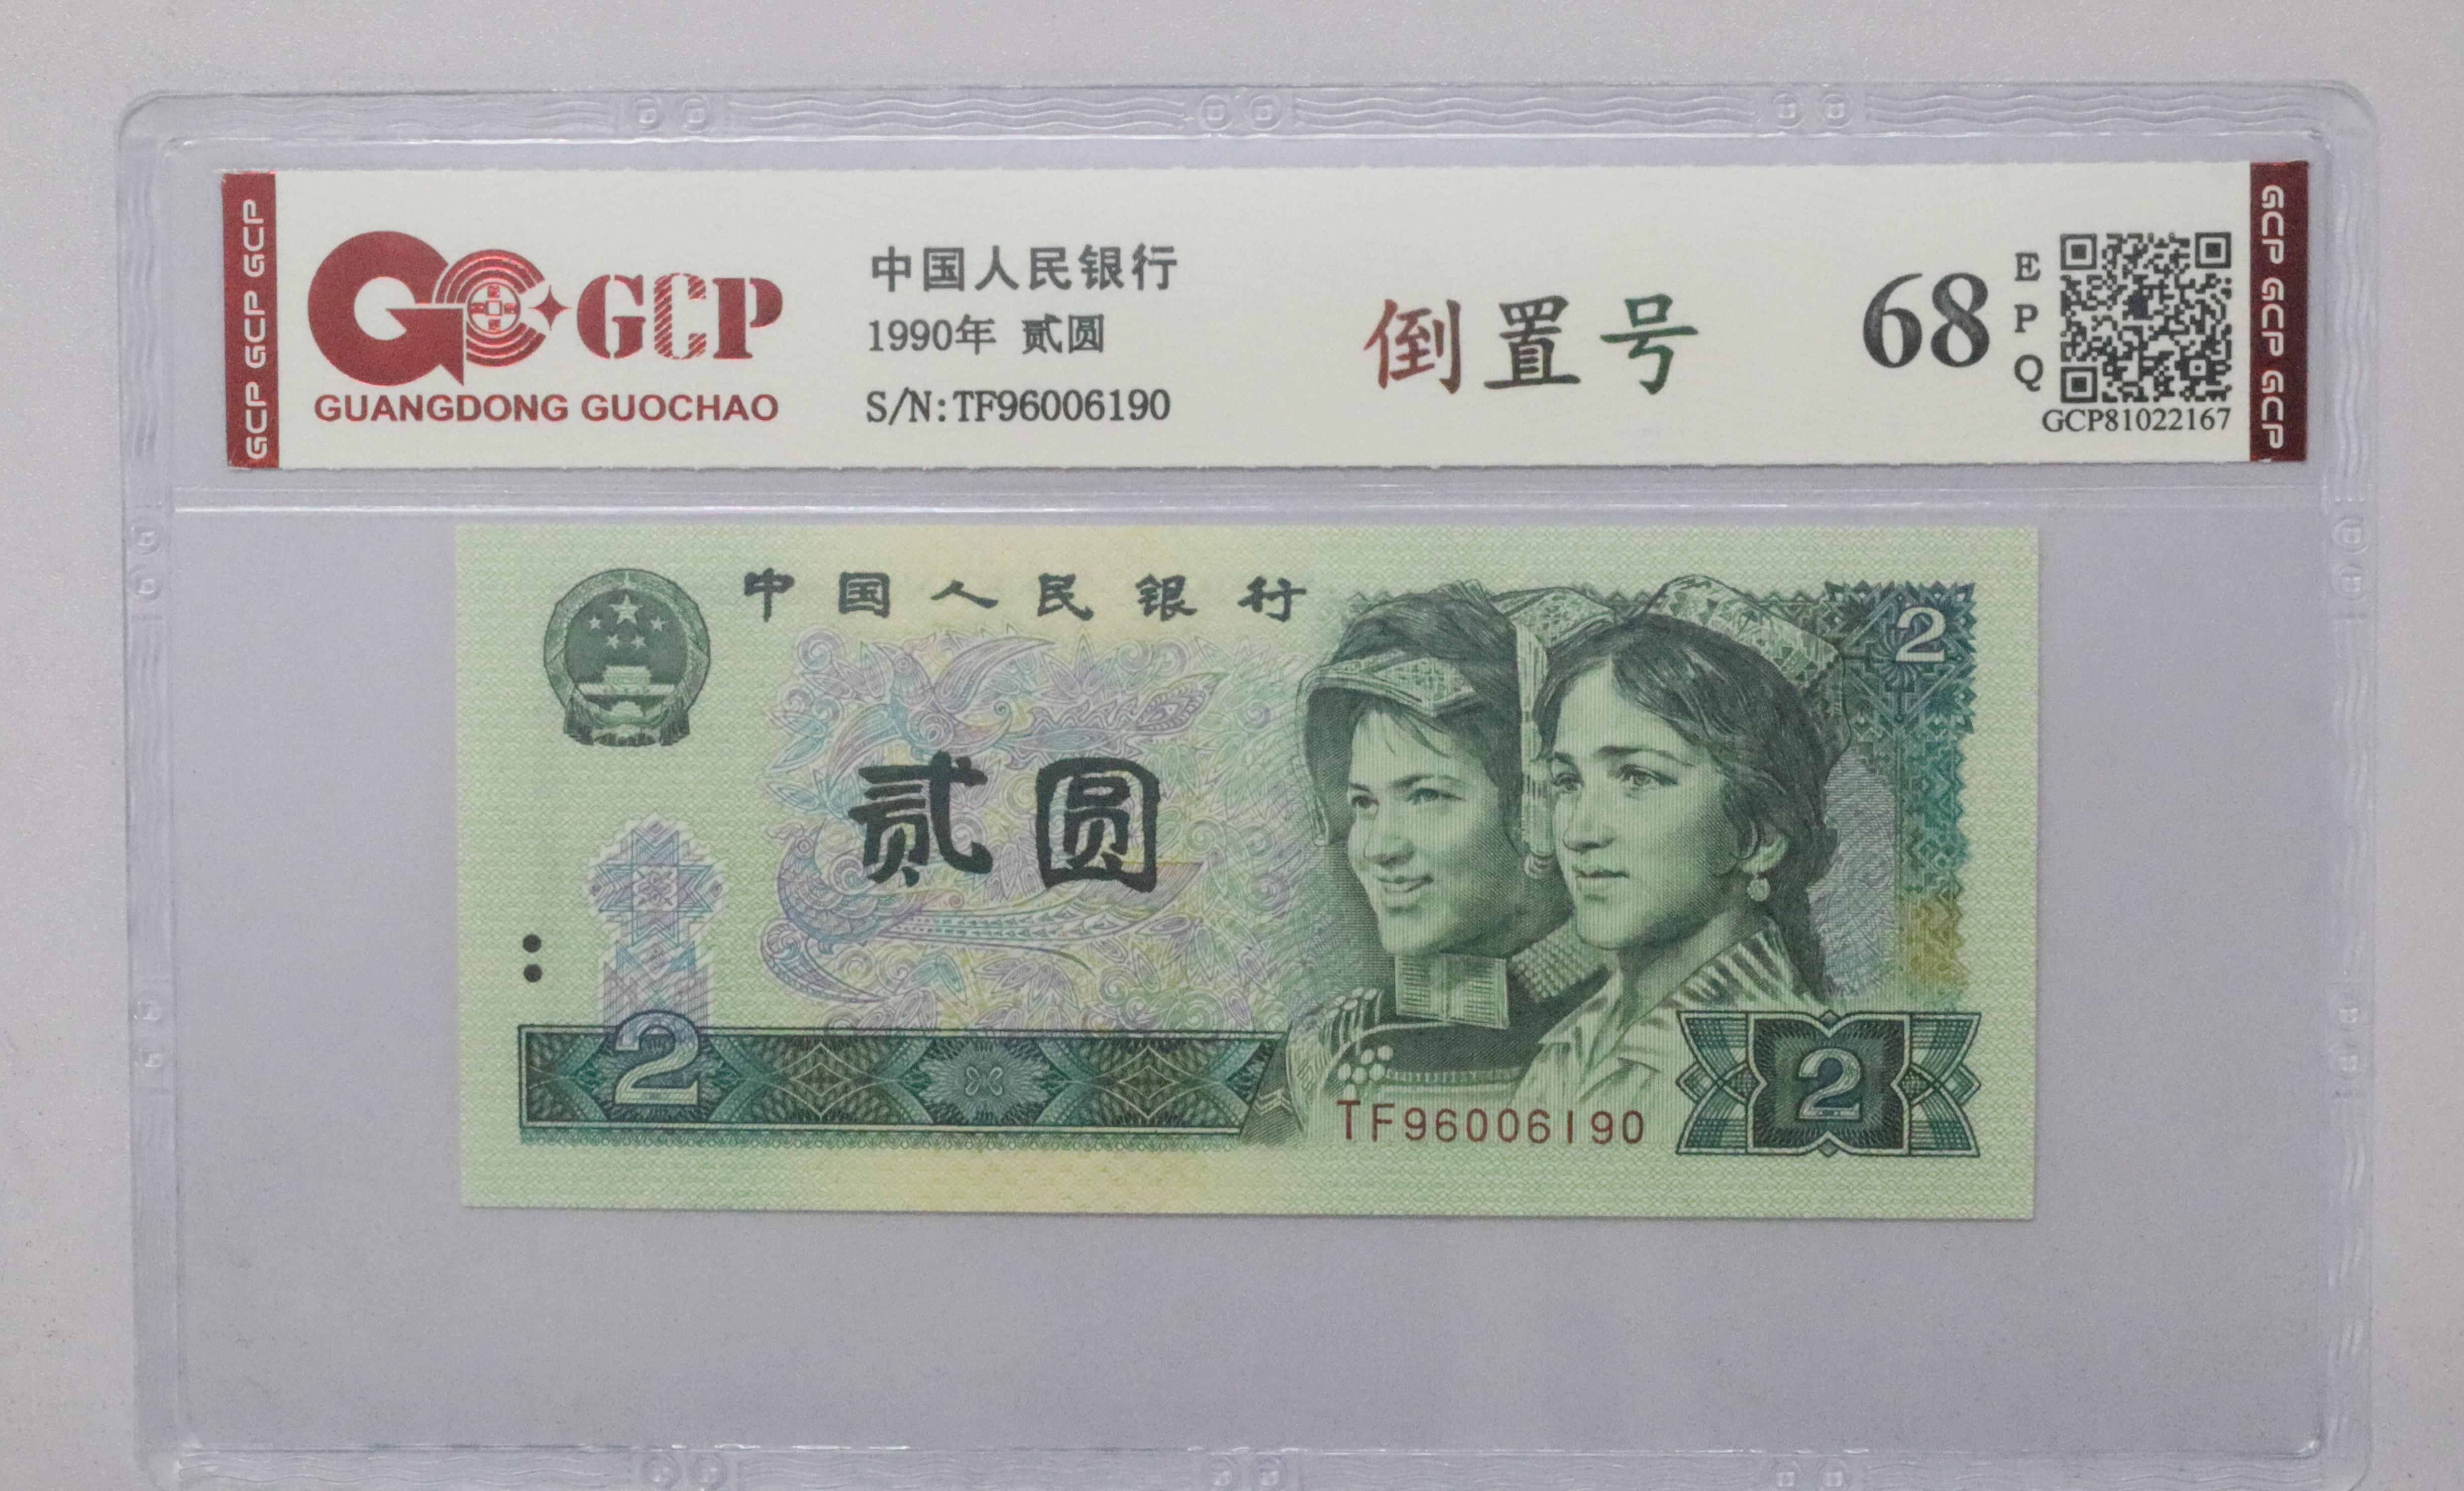 GCP GCP GCP
GCP
GUANGDONG GUOCHAO
中国人民银行
1990年 贰圆
S/N:TF96006190
倒置号
68
EPQ
GCP81022167
GCP GCP GCP
中国人民银行
2
贰圆
2
TF96006190
2